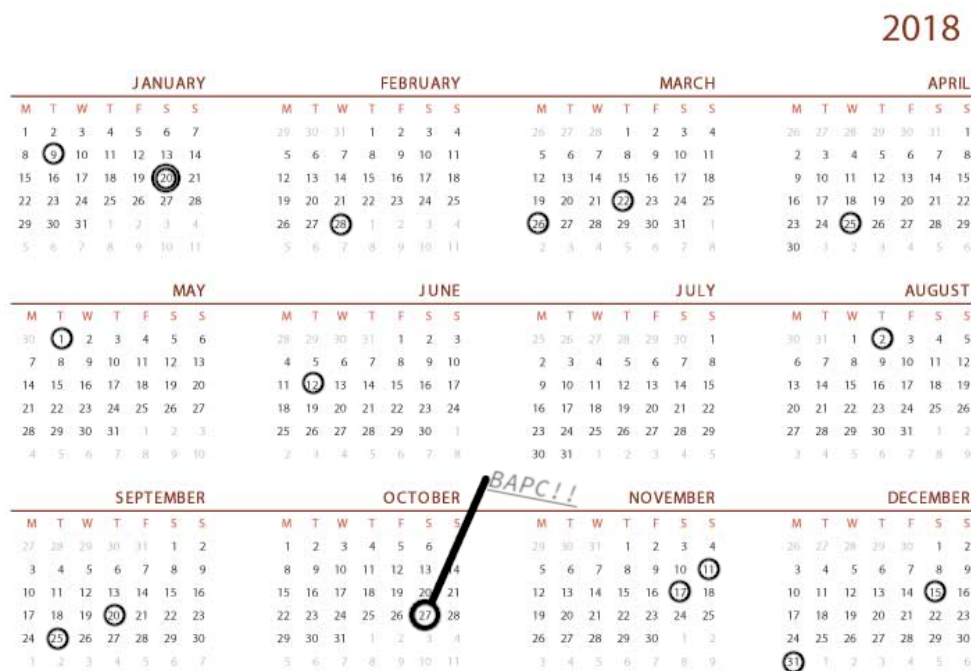 2018
JANUARY
M T W T F S S
1 2 3 4 5 6 7
8 9 10 11 12 13 14
15 16 17 18 19 20 21
22 23 24 25 26 27 28
29 30 31 1 2 3 4
5 6 7 8 9 10 11
FEBRUARY
M T W T F S S
29 30 31 1 2 3 4
5 6 7 8 9 10 11
12 13 14 15 16 17 18
19 20 21 22 23 24 25
26 27 28 1 2 3 4
5 6 7 8 9 10 11
MARCH
M T W T F S S
26 27 28 1 2 3 4
5 6 7 8 9 10 11
12 13 14 15 16 17 18
19 20 21 22 23 24 25
26 27 28 29 30 31 1
2 3 4 5 6 7 8
APRIL
M T W T F S S
26 27 28 29 30 31 1
2 3 4 5 6 7 8
9 10 11 12 13 14 15
16 17 18 19 20 21 22
23 24 25 26 27 28 29
30 1 2 3 4 5 6
MAY
M T W T F S S
30 1 2 3 4 5 6
7 8 9 10 11 12 13
14 15 16 17 18 19 20
21 22 23 24 25 26 27
28 29 30 31 1 2 3
4 5 6 7 8 9 10
JUNE
M T W T F S S
28 29 30 31 1 2 3
4 5 6 7 8 9 10
11 12 13 14 15 16 17
18 19 20 21 22 23 24
25 26 27 28 29 30 1
2 3 4 5 6 7 8
JULY
M T W T F S S
25 26 27 28 29 30 1
2 3 4 5 6 7 8
9 10 11 12 13 14 15
16 17 18 19 20 21 22
23 24 25 26 27 28 29
30 31 1 2 3 4 5
AUGUST
M T W T F S S
30 31 1 2 3 4 5
6 7 8 9 10 11 12
13 14 15 16 17 18 19
20 21 22 23 24 25 26
27 28 29 30 31 1 2
3 4 5 6 7 8 9
SEPTEMBER
M T W T F S S
27 28 29 30 31 1 2
3 4 5 6 7 8 9
10 11 12 13 14 15 16
17 18 19 20 21 22 23
24 25 26 27 28 29 30
1 2 3 4 5 6 7
OCTOBER
BAPC!!
M T W T F S S
1 2 3 4 5 6
8 9 10 11 12 13 14
15 16 17 18 19 20 21
22 23 24 25 26 27 28
29 30 31 1 2 3 4
5 6 7 8 9 10 11
NOVEMBER
M T W T F S S
29 30 31 1 2 3 4
5 6 7 8 9 10 11
12 13 14 15 16 17 18
19 20 21 22 23 24 25
26 27 28 29 30 1 2
3 4 5 6 7 8 9
DECEMBER
M T W T F S S
26 27 28 29 30 1 2
3 4 5 6 7 8 9
10 11 12 13 14 15 16
17 18 19 20 21 22 23
24 25 26 27 28 29 30
31 1 2 3 4 5 6